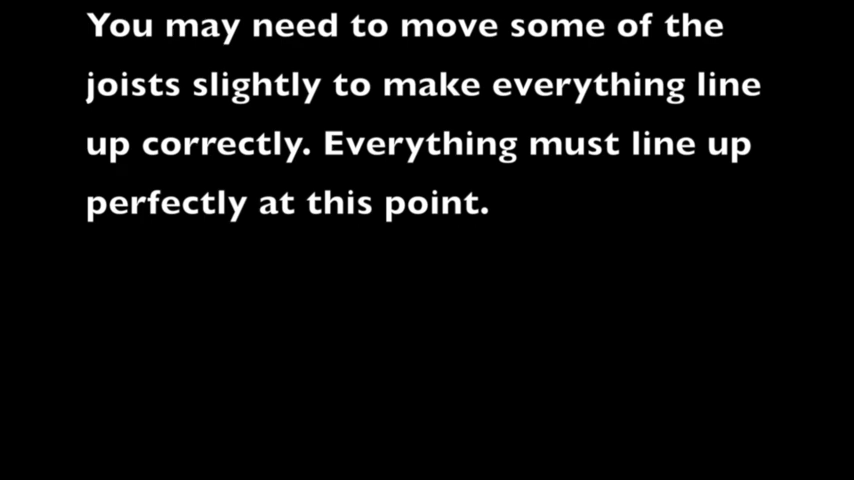 You may need to move some of the
joists slightly to make everything line
up correctly. Everything must line up
perfectly at this point.